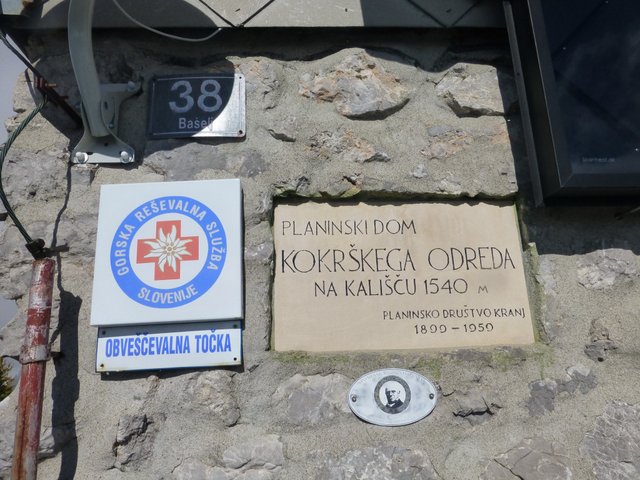 38
Bašelj
GORSKA REŠEVALNA SLUŽBA
SLOVENIJE
OBVEŠČEVALNA TOČKA
PLANINSKI DOM
KOKRŠKEGA ODREDA
NA KALIŠČU 1540 M
PLANINSKO DRUŠTVO KRANJ
1899 - 1959